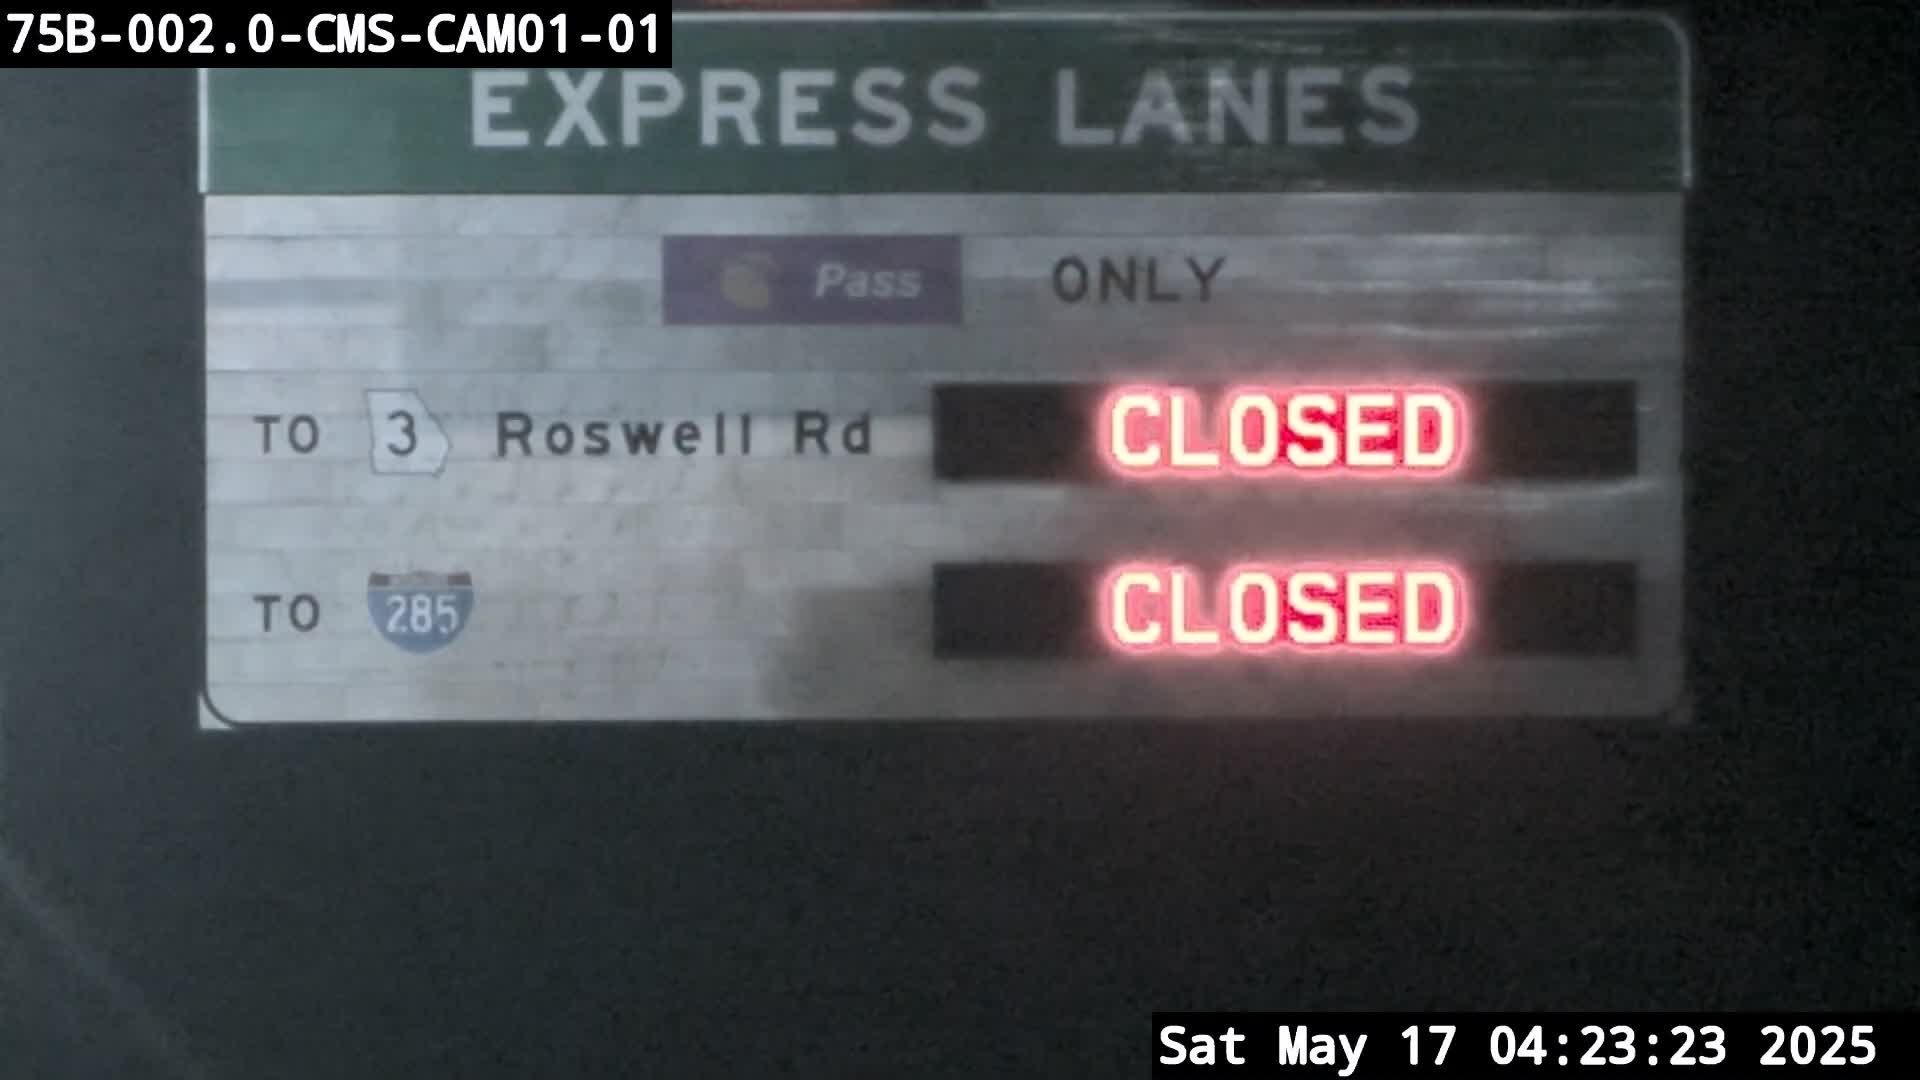 75B-002.0-CMS-CAM01-01
EXPRESS LANES
Pass ONLY
TO 3 Roswell Rd CLOSED
TO 285 CLOSED
Sat May 17 04:23:23 2025